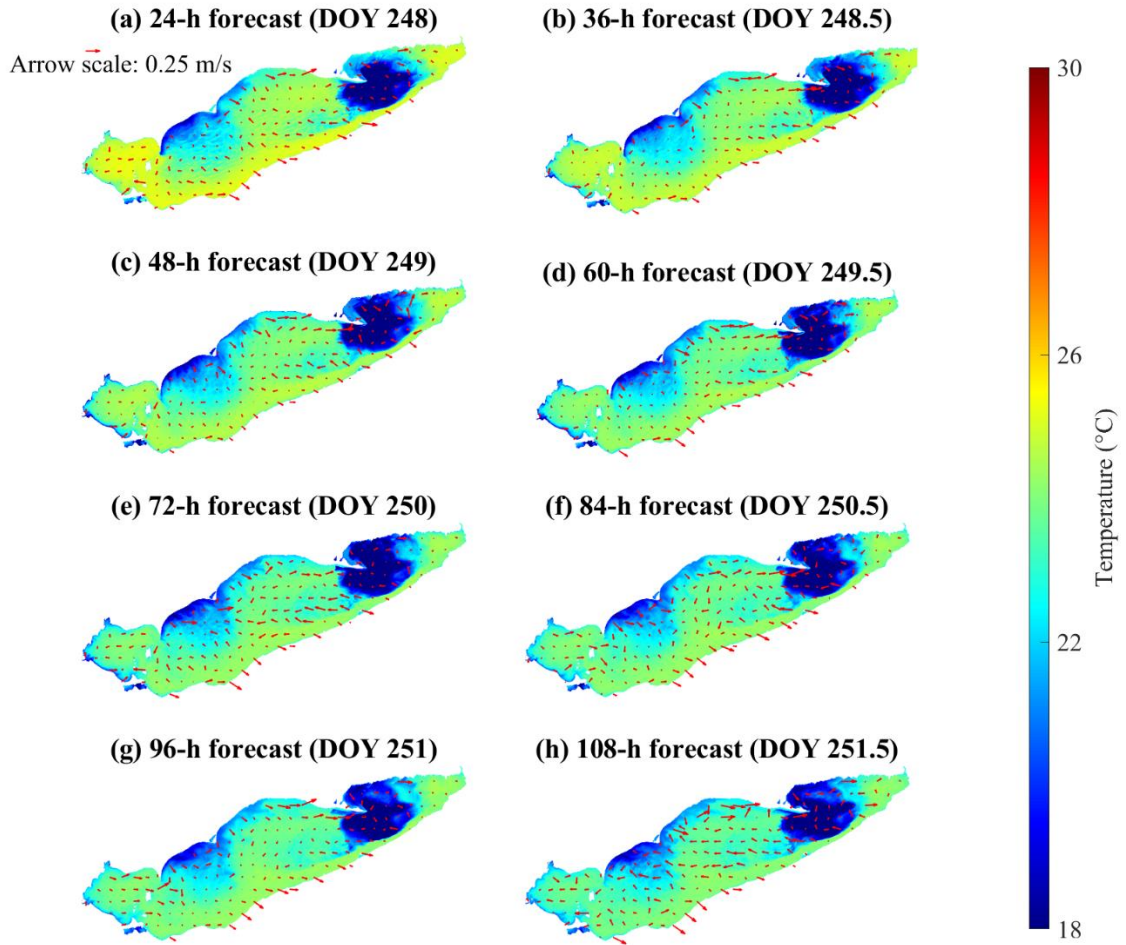 (a) 24-h forecast (DOY 248)
(b) 36-h forecast (DOY 248.5)
Arrow scale: 0.25 m/s
(c) 48-h forecast (DOY 249)
(d) 60-h forecast (DOY 249.5)
(e) 72-h forecast (DOY 250)
(f) 84-h forecast (DOY 250.5)
(g) 96-h forecast (DOY 251)
(h) 108-h forecast (DOY 251.5)
30
26
22
18
Temperature (°C)